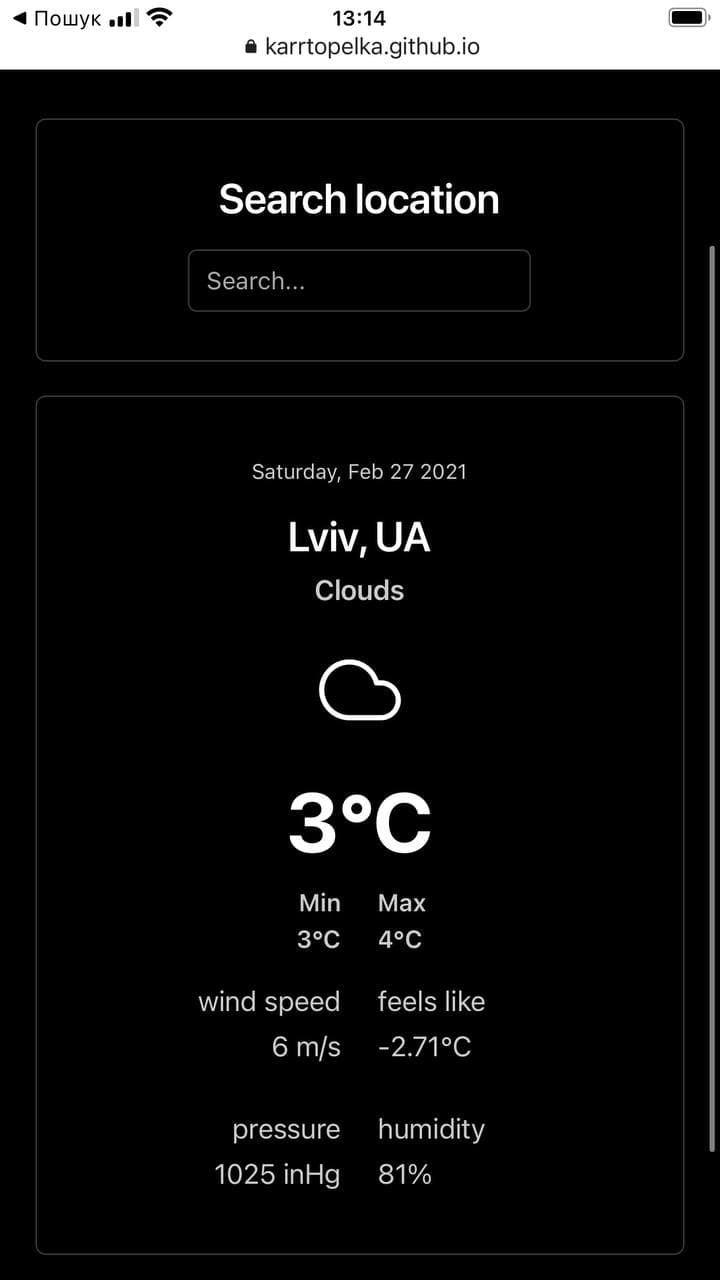 Пошук
13:14
karrtopelka.github.io
Search location
Search...
Saturday, Feb 27 2021
Lviv, UA
Clouds
3°C
Min Max
3°C 4°C
wind speed feels like
6 m/s -2.71°C
pressure humidity
1025 inHg 81%